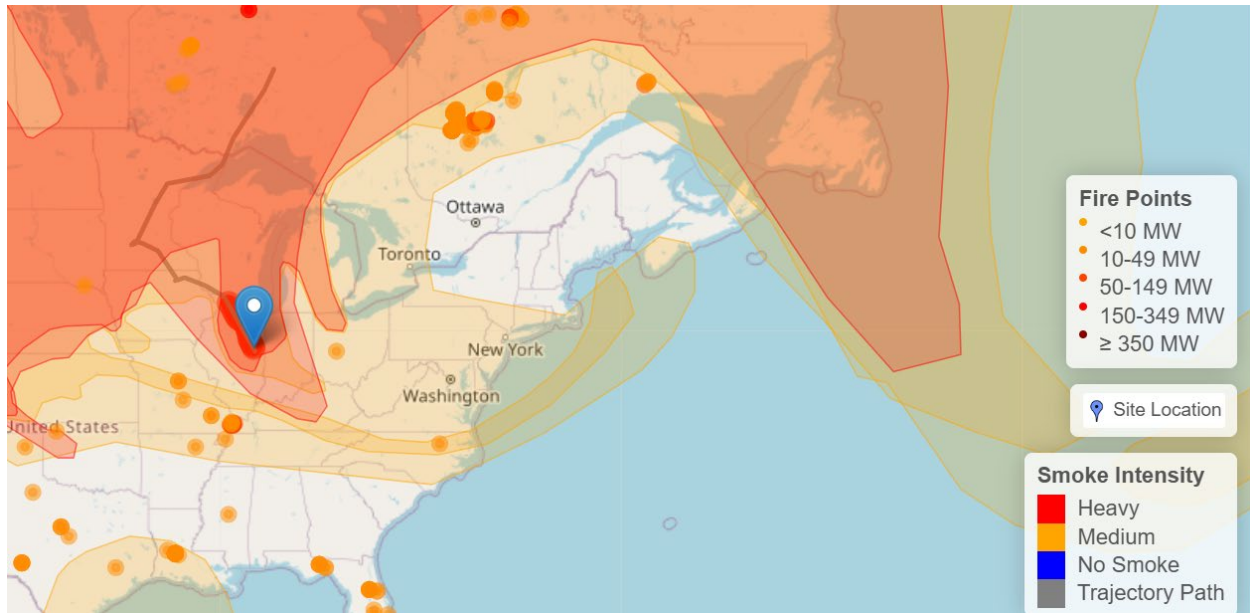 Ottawa
Toronto
New York
Washington
United States
Fire Points
<10 MW
10-49 MW
50-149 MW
150-349 MW
≥ 350 MW
Site Location
Smoke Intensity
Heavy
Medium
No Smoke
Trajectory Path